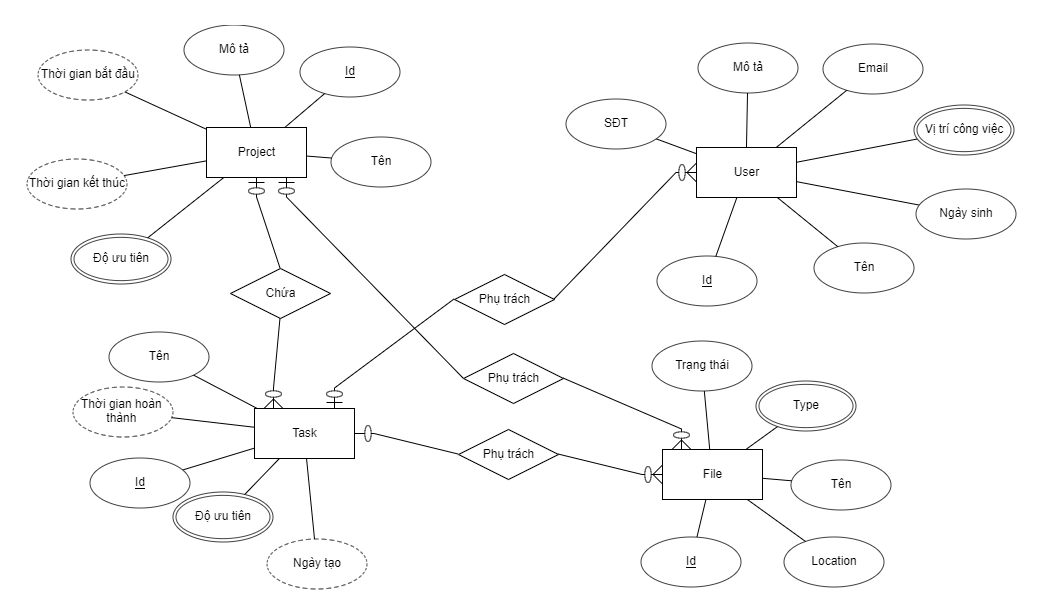 Mô tả
Id
Thời gian bắt đầu
Project
Tên
Thời gian kết thúc
Độ ưu tiên
Mô tả
Email
SĐT
Vị trí công việc
User
Ngày sinh
Tên
Id
Chứa
Phụ trách
Phụ trách
Phụ trách
Tên
Thời gian hoàn
thánh
Task
Id
Độ ưu tiên
Ngày tạo
Trạng thái
Type
File
Tên
Id
Location